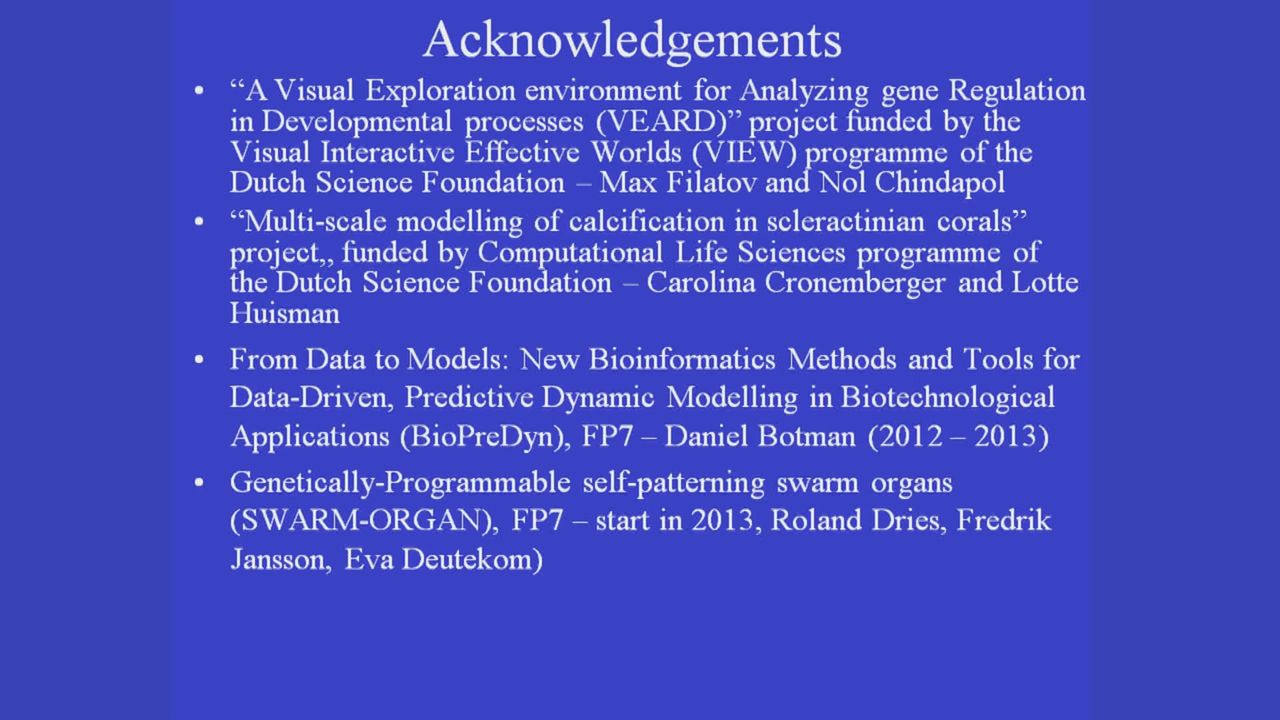 Acknowledgements
• “A Visual Exploration environment for Analyzing gene Regulation
in Developmental processes (VEARD)” project funded by the
Visual Interactive Effective Worlds (VIEW) programme of the
Dutch Science Foundation – Max Filatov and Nol Chindapol
• “Multi-scale modelling of calcification in scleractinian corals”
project,, funded by Computational Life Sciences programme of
the Dutch Science Foundation – Carolina Cronemberger and Lotte
Huisman
• From Data to Models: New Bioinformatics Methods and Tools for
Data-Driven, Predictive Dynamic Modelling in Biotechnological
Applications (BioPreDyn), FP7 – Daniel Botman (2012 – 2013)
• Genetically-Programmable self-patterning swarm organs
(SWARM-ORGAN), FP7 – start in 2013, Roland Dries, Fredrik
Jansson, Eva Deutekom)